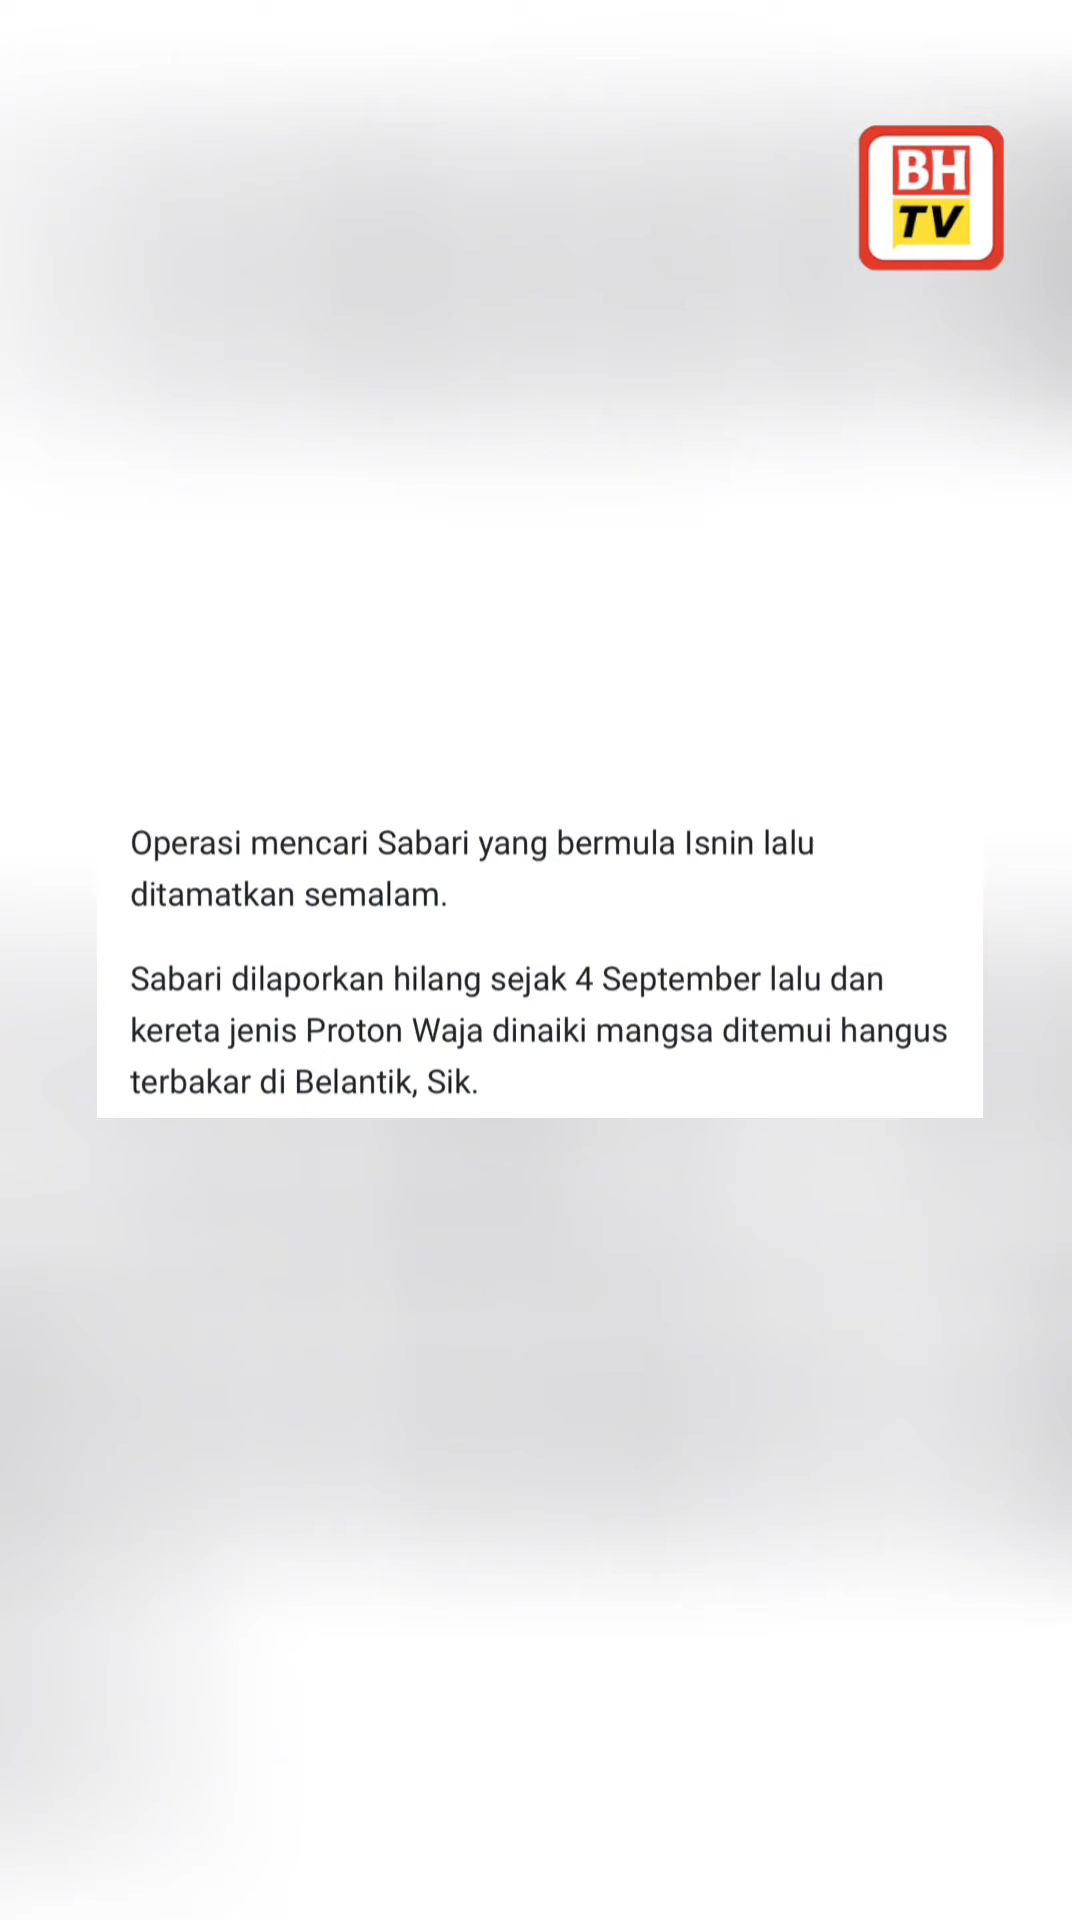 BH
TV
Operasi mencari Sabari yang bermula Isnin lalu
ditamatkan semalam.
Sabari dilaporkan hilang sejak 4 September lalu dan
kereta jenis Proton Waja dinaiki mangsa ditemui hangus
terbakar di Belantik, Sik.